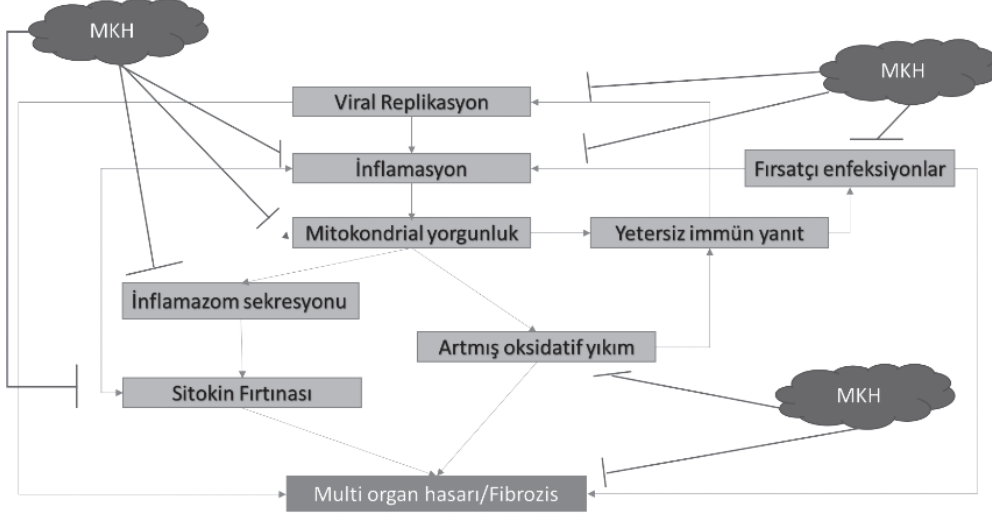 MKH
MKH
Viral Replikasyon
İnflamasyon
Fırsatçı enfeksiyonlar
Mitokondrial yorgunluk
Yetersiz immün yanıt
İnflamazom sekresyonu
Artmış oksidatif yıkım
Sitokin Fırtınası
MKH
Multi organ hasarı/Fibrozis